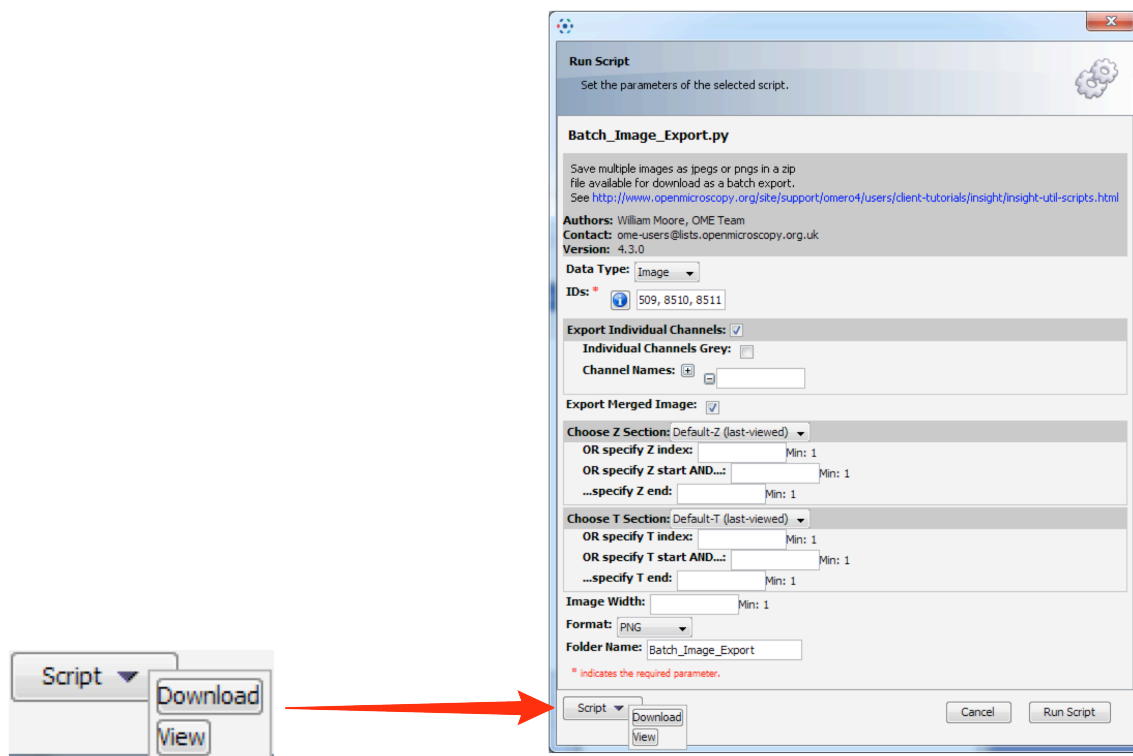 X
Run Script
Set the parameters of the selected script.
Batch_Image_Export.py
Save multiple images as jpegs or pngs in a zip
file available for download as a batch export.
See http://www.openmicroscopy.org/site/support/omero4/users/client-tutorials/insight/insight-util-scripts.html
Authors: William Moore, OME Team
Contact: ome-users@lists.openmicroscopy.org.uk
Version: 4.3.0
Data Type: Image
IDs: * 509, 8510, 8511
Export Individual Channels:
Individual Channels Grey:
Channel Names:
Export Merged Image:
Choose Z Section: Default-Z (last-viewed)
OR specify Z index: Min: 1
OR specify Z start AND...: Min: 1
...specify Z end: Min: 1
Choose T Section: Default-T (last-viewed)
OR specify T index: Min: 1
OR specify T start AND...: Min: 1
...specify T end: Min: 1
Image Width: Min: 1
Format: PNG
Folder Name: Batch_Image_Export
* indicates the required parameter.
Script Cancel Run Script
Download
View
Script
Download
View